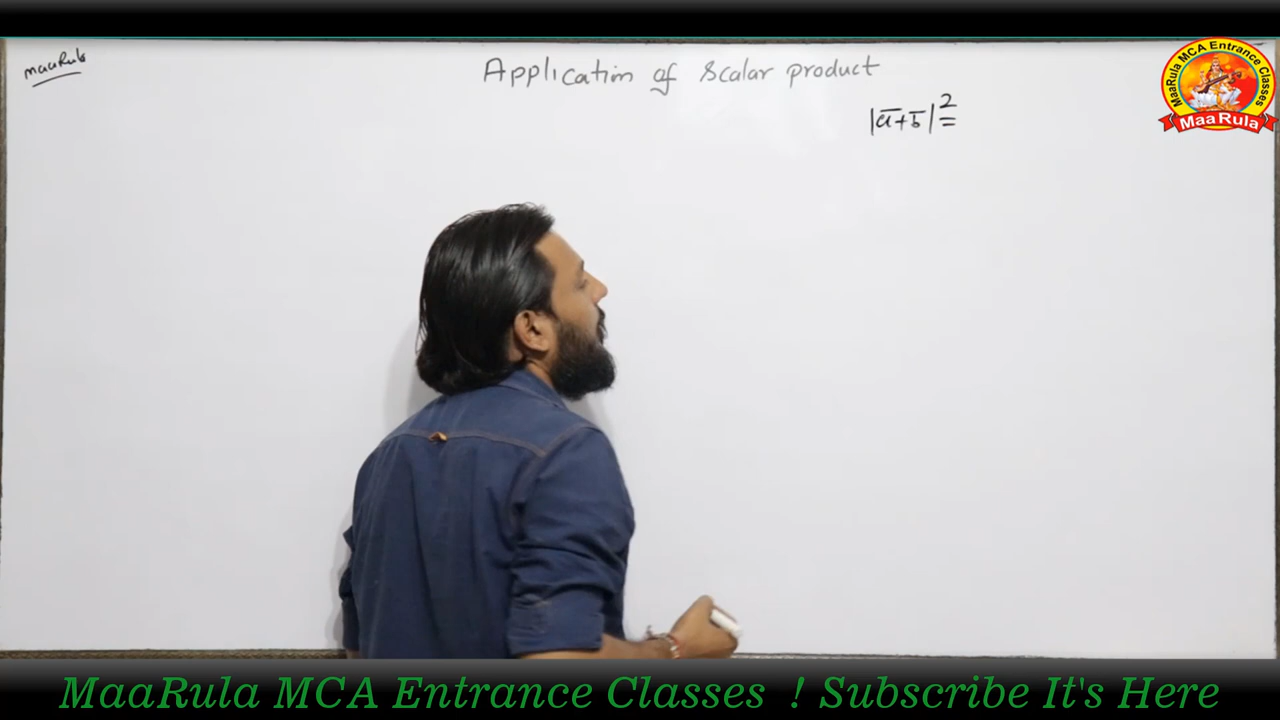 maaRula
Application of Scalar product
|a̅+b̅|²=
MaaRula MCA Entrance Classes
MaaRula
MaaRula MCA Entrance Classes ! Subscribe It's Here